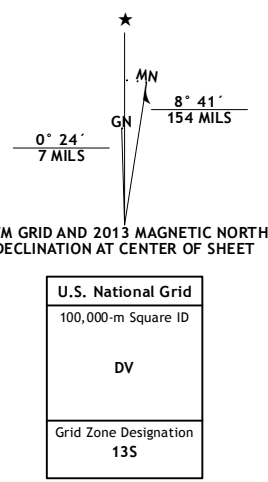 ★
MN
GN
8° 41´
154 MILS
0° 24´
7 MILS
M GRID AND 2013 MAGNETIC NORTH
DECLINATION AT CENTER OF SHEET
U.S. National Grid
100,000-m Square ID
DV
Grid Zone Designation
13S